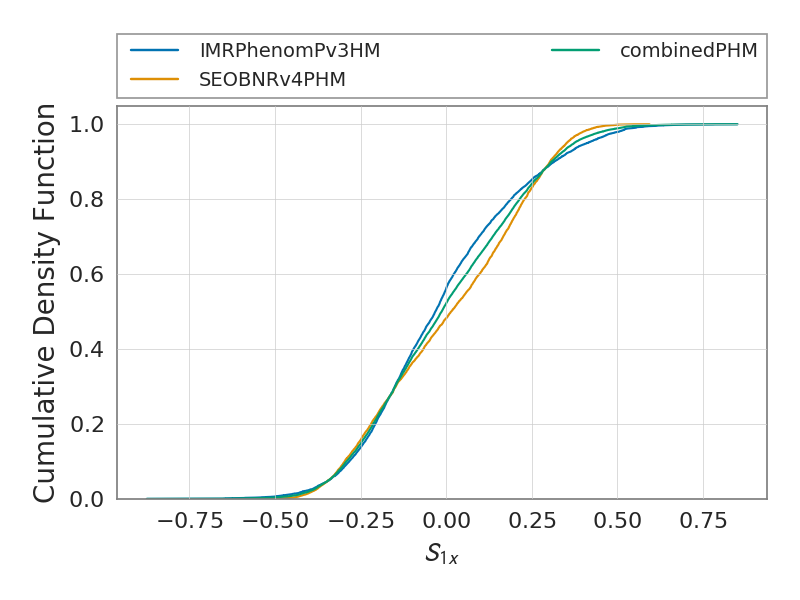 IMRPhenomPv3HM
SEOBNRv4PHM
combinedPHM
Cumulative Density Function
1.0
0.8
0.6
0.4
0.2
0.0
−0.75 −0.50 −0.25 0.00 0.25 0.50 0.75
S1x